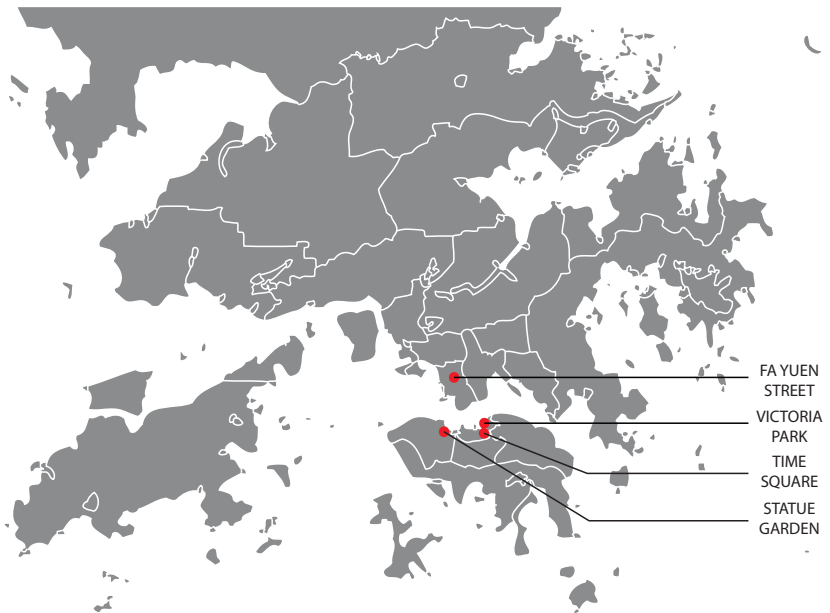 FA YUEN
STREET
VICTORIA
PARK
TIME
SQUARE
STATUE
GARDEN